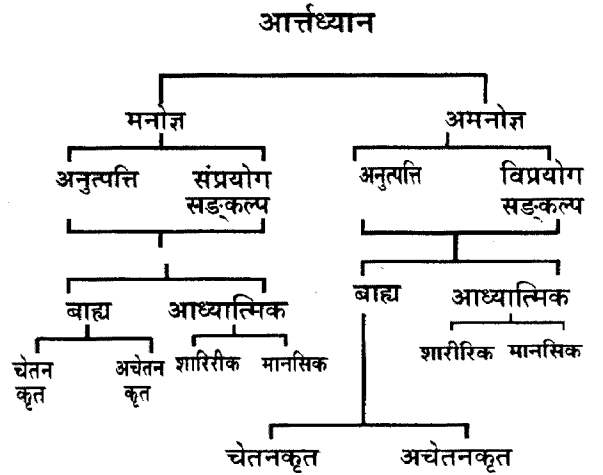 आर्त्तध्यान
मनोज्ञ अमनोज्ञ
अनुत्पत्ति संप्रयोग अनुत्पत्ति विप्रयोग
सङ्कल्प सङ्कल्प
बाह्य आध्यात्मिक बाह्य आध्यात्मिक
चेतन अचेतन शारिरीक मानसिक शारीरिक मानसिक
कृत कृत
चेतनकृत अचेतनकृत